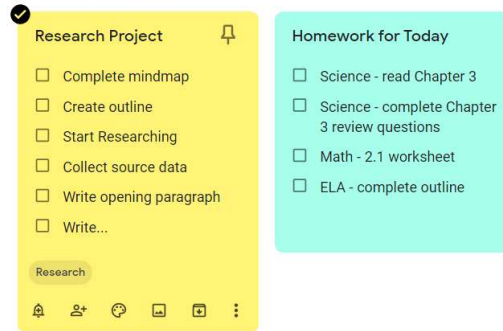 Research Project
Complete mindmap
Create outline
Start Researching
Collect source data
Write opening paragraph
Write...
Research
Homework for Today
Science - read Chapter 3
Science - complete Chapter
3 review questions
Math - 2.1 worksheet
ELA - complete outline